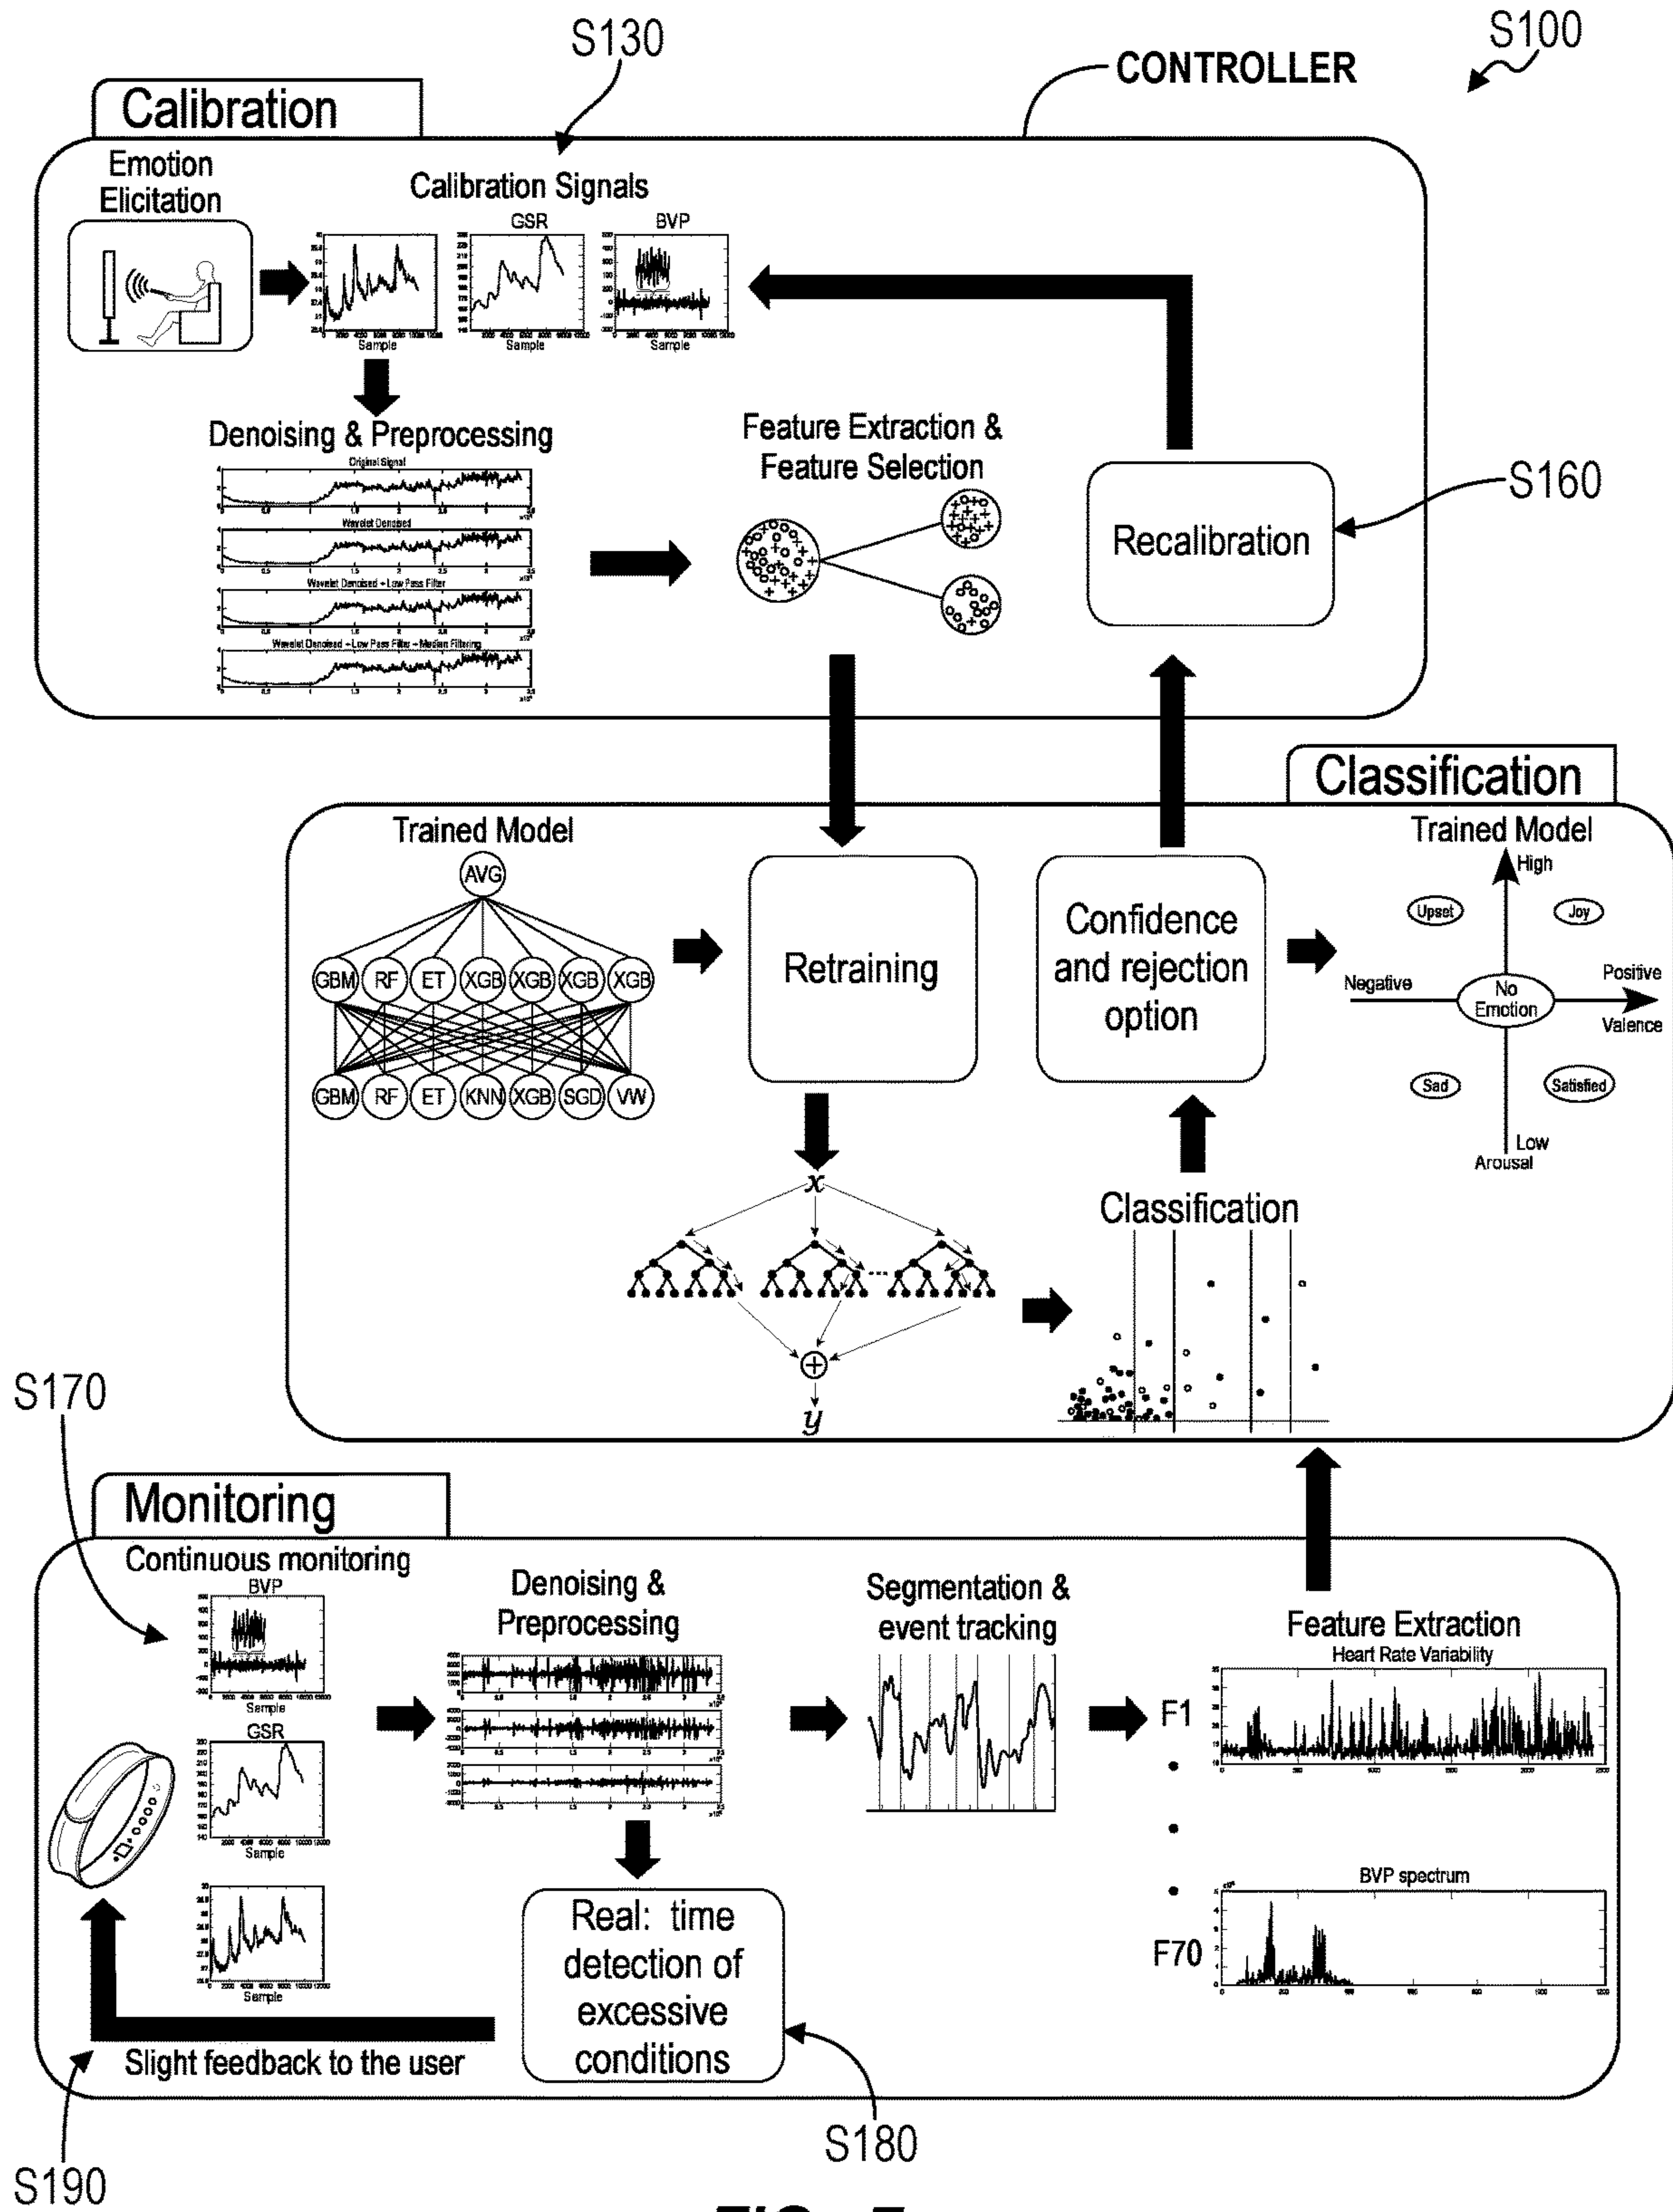 S130
S100
CONTROLLER
Calibration
Emotion
Elicitation
Calibration Signals
GSR
BVP
Sample
Sample
Sample
Denoising & Preprocessing
Original Signal
Wavelet Denoised
Wavelet Denoised + Low Pass Filter
Wavelet Denoised + Low Pass Filter + Median Filtering
Feature Extraction &
Feature Selection
Recalibration
S160
Classification
Trained Model
AVG
GBM RF ET XGB XGB XGB XGB
GBM RF ET KNN XGB SGD VW
Retraining
Confidence
and rejection
option
Trained Model
High
Upset
Joy
Negative
No
Emotion
Positive
Valence
Sad
Satisfied
Low
Arousal
x
y
Classification
S170
Monitoring
Continuous monitoring
BVP
Sample
GSR
Sample
Sample
Denoising &
Preprocessing
Segmentation &
event tracking
Feature Extraction
Heart Rate Variability
F1
BVP spectrum
F70
Real: time
detection of
excessive
conditions
Slight feedback to the user
S180
S190